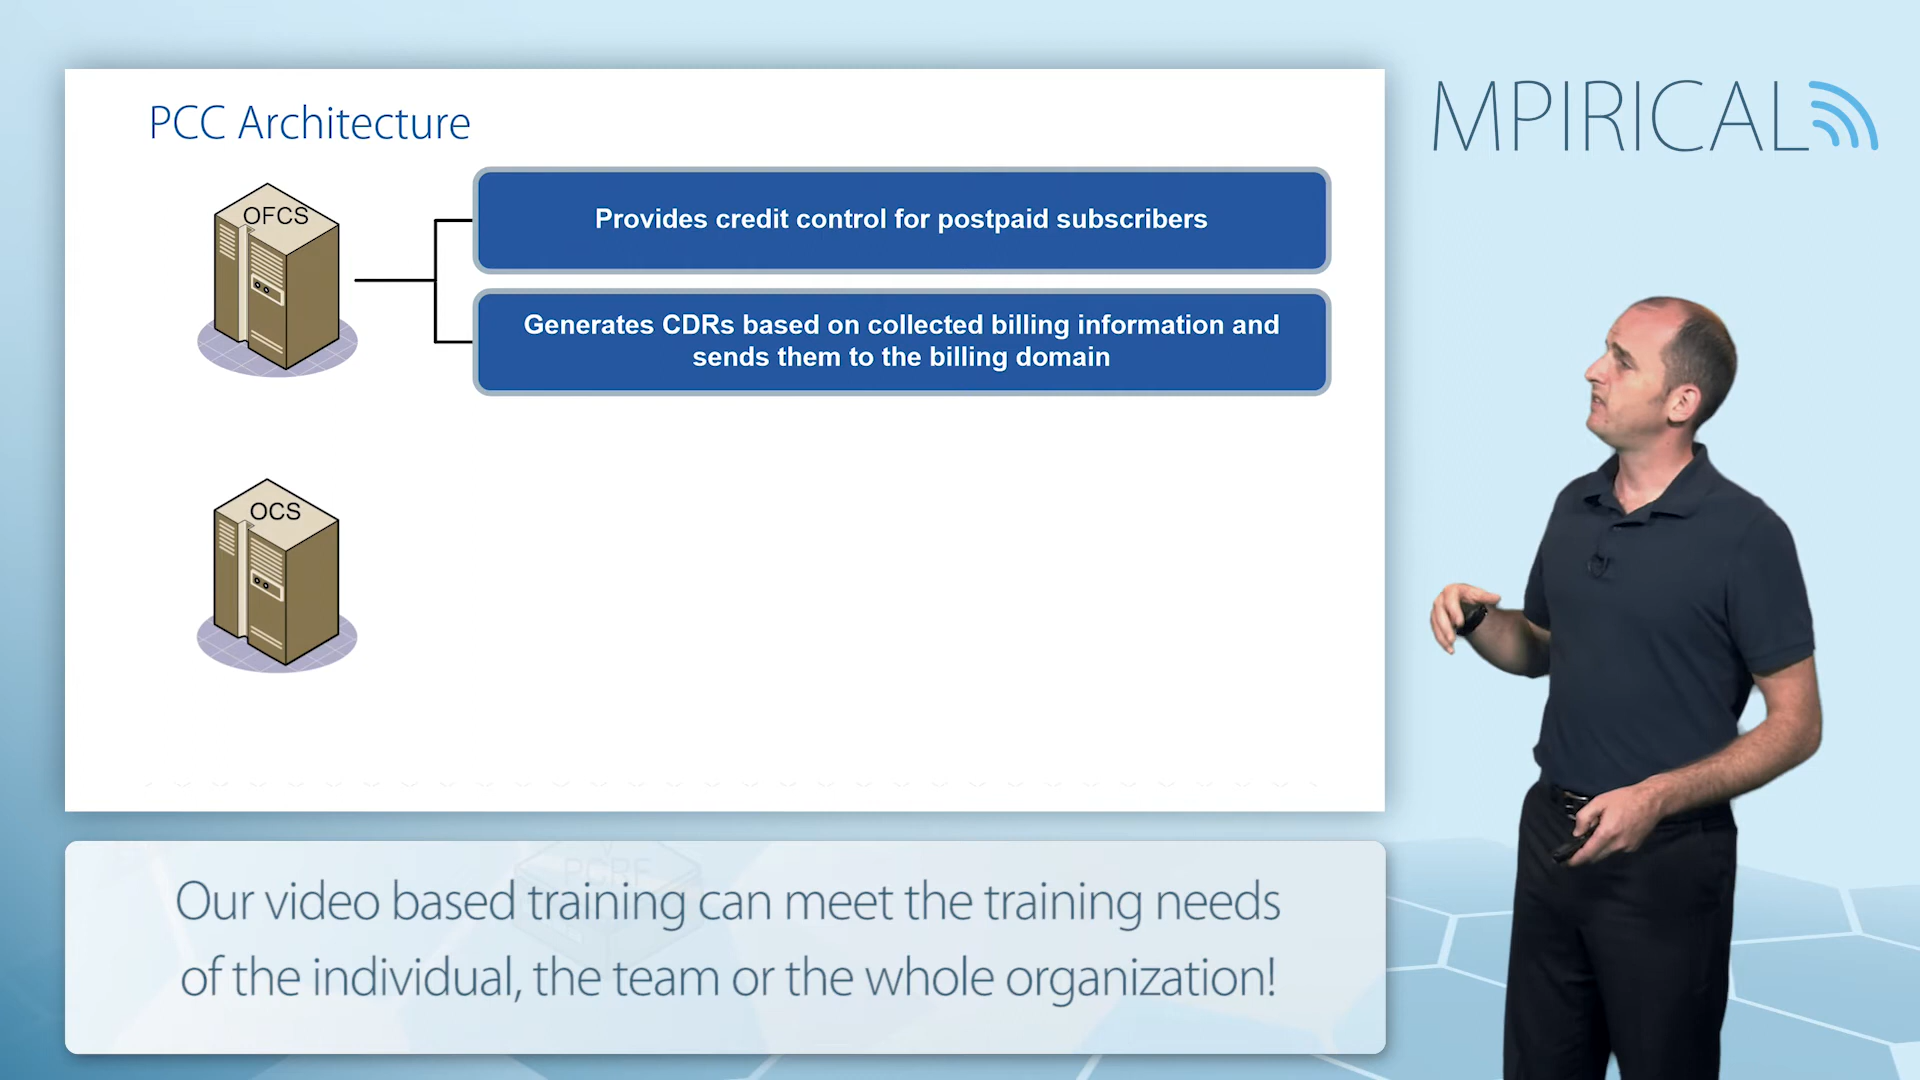 PCC Architecture
MPIRICAL
OFCS
Provides credit control for postpaid subscribers
Generates CDRs based on collected billing information and
sends them to the billing domain
OCS
PCRF
Our video based training can meet the training needs
of the individual, the team or the whole organization!